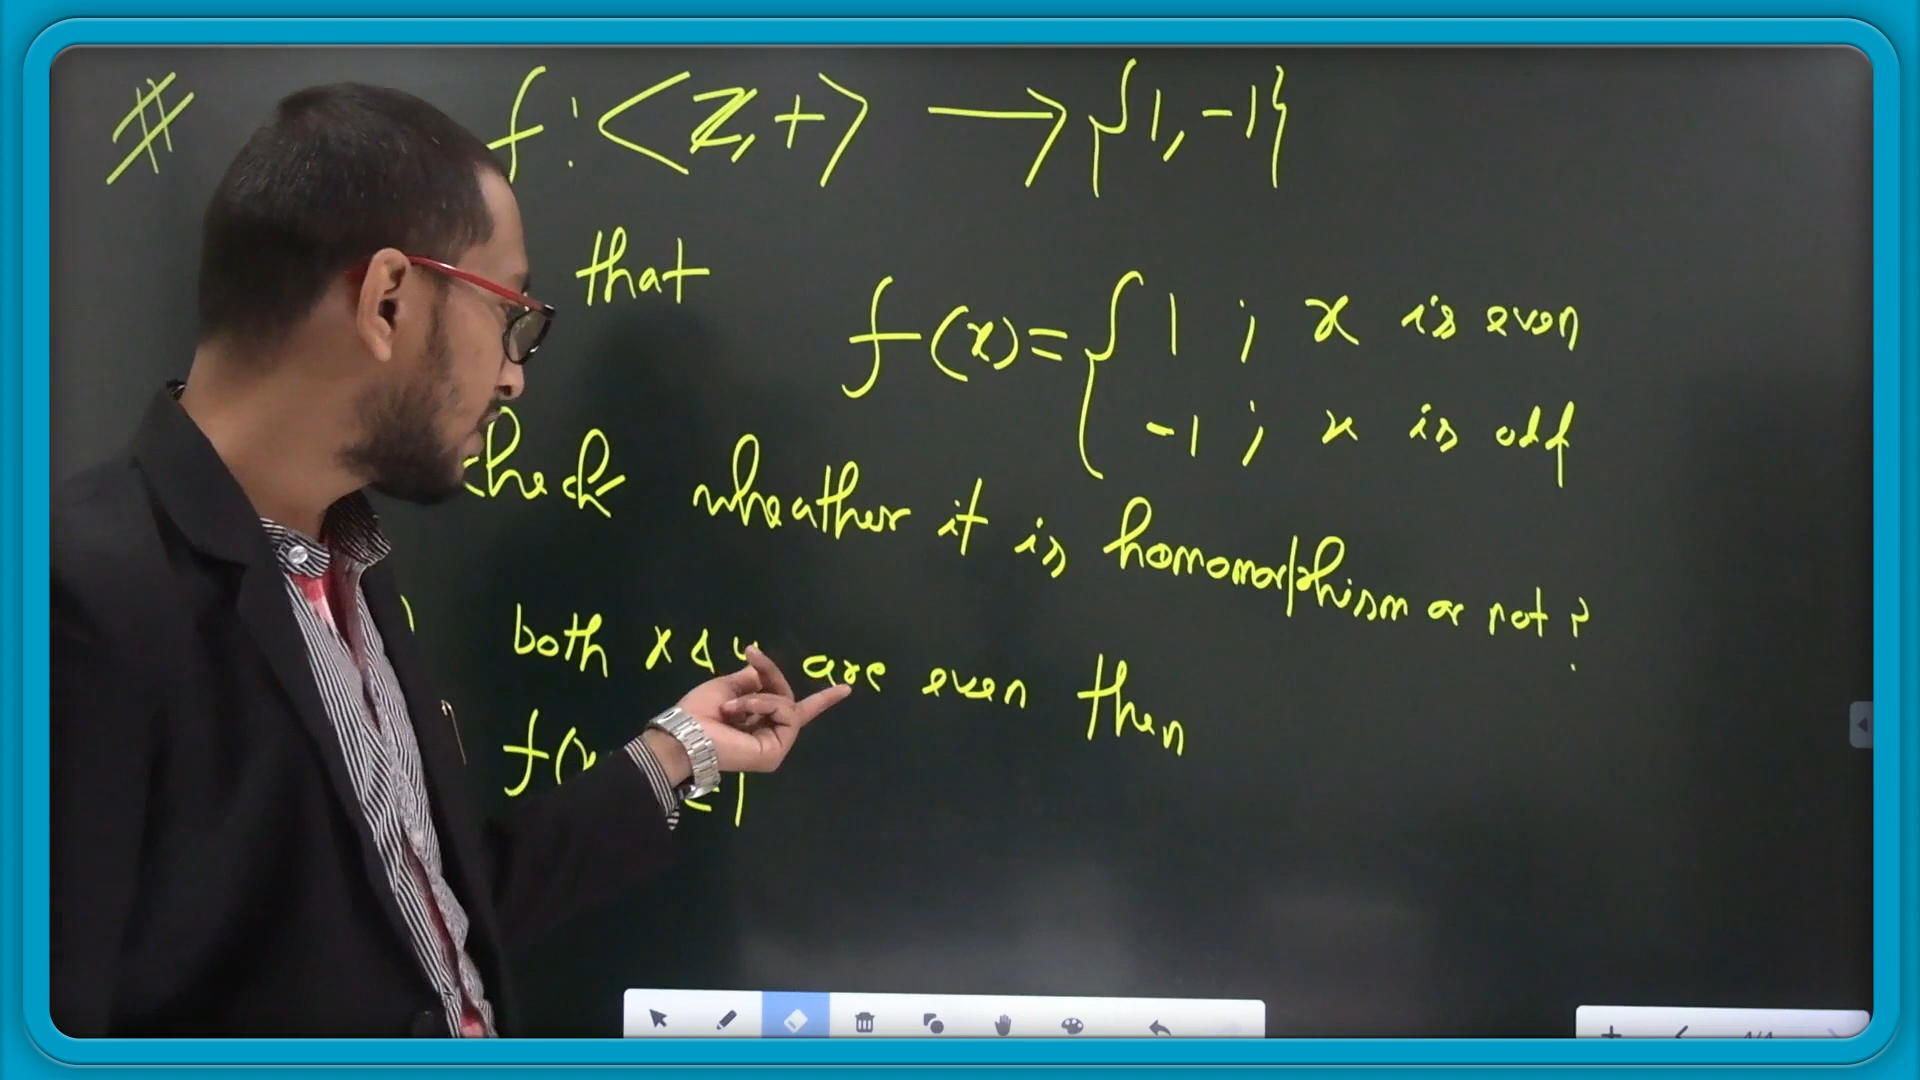 # f: <Z, +> → {1, -1}
that
f(x) = { 1 ; x is even
-1 ; x is odd
check wheather it is homomorphism or not ?
both x & y are even then
f(x = 1